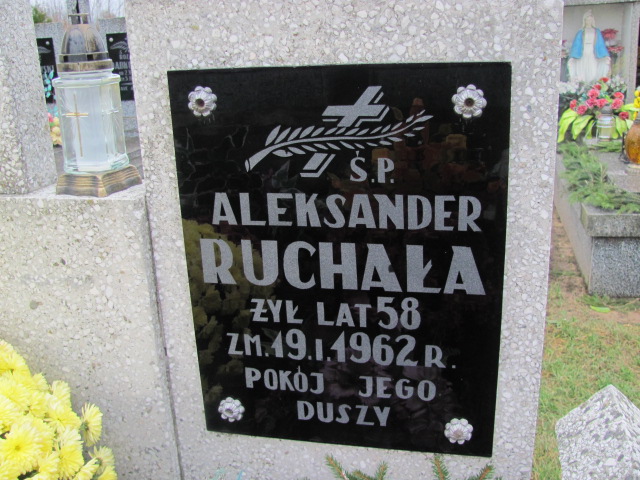 Ś.P.
ALEKSANDER
RUCHAŁA
ŻYŁ LAT 58
ZM. 19.I.1962 R.
POKÓJ JEGO
DUSZY